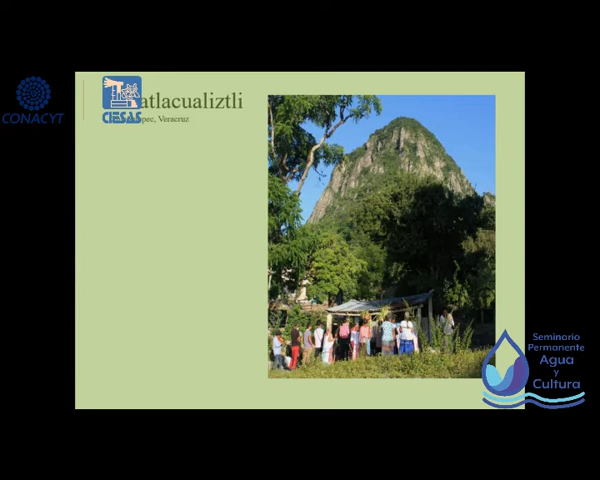 CONACYT
CIESAS
atlacualiztli
pec, Veracruz
Seminario
Permanente
Agua
y
Cultura